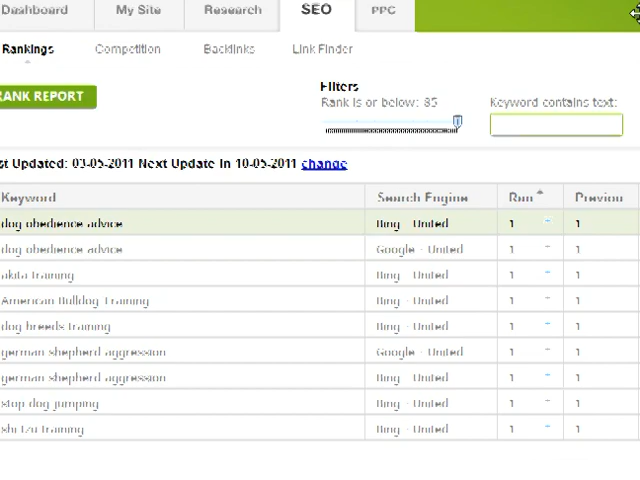 Dashboard My Site Research SEO PPC
Rankings Competition Backlinks Link Finder
RANK REPORT
Filters
Rank is or below: 85 Keyword contains text:
st Updated: 03-05-2011 Next Update In 10-05-2011 change
Keyword Search Engine Run Previou
dog obedience advice Bing - United 1 1
dog obedience advice Google - United 1 1
akita training Bing - United 1 1
American Bulldog Training Bing - United 1 1
dog breeds training Bing - United 1 1
german shepherd aggression Google - United 1 1
german shepherd aggression Bing - United 1 1
stop dog jumping Bing - United 1 1
shi tzu training Bing - United 1 1